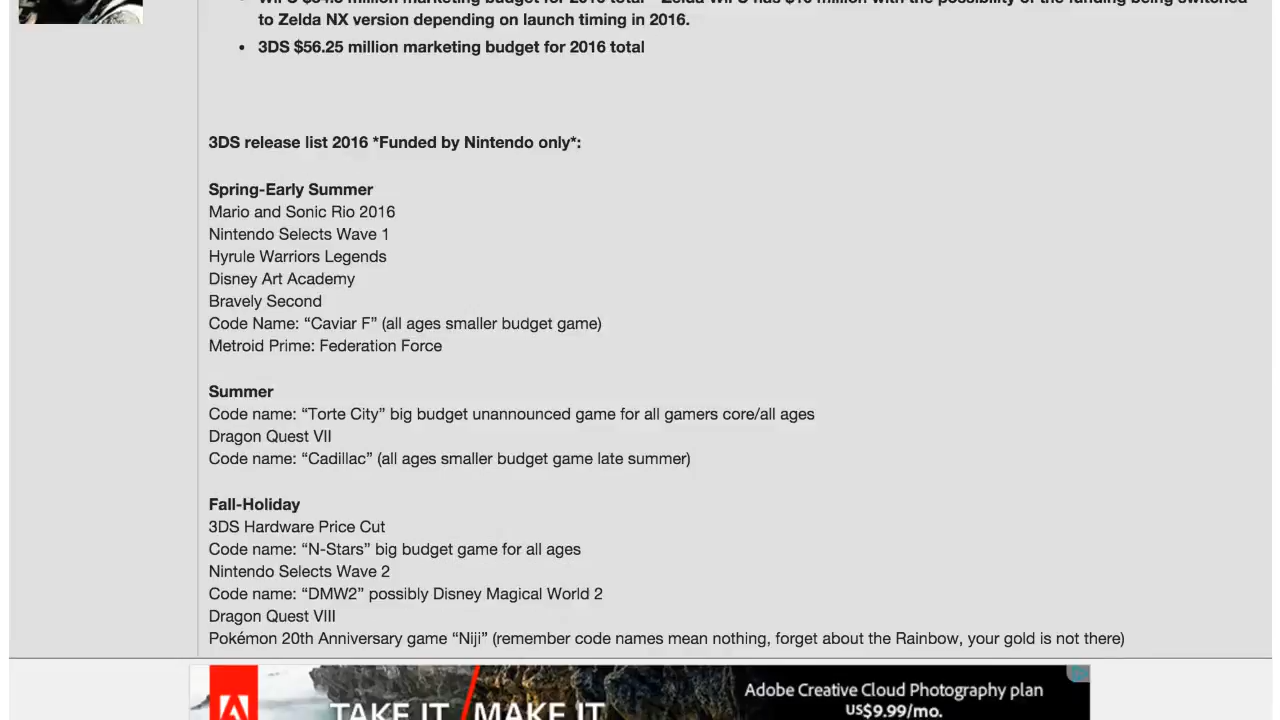 to Zelda NX version depending on launch timing in 2016.
• 3DS $56.25 million marketing budget for 2016 total
3DS release list 2016 *Funded by Nintendo only*:
Spring-Early Summer
Mario and Sonic Rio 2016
Nintendo Selects Wave 1
Hyrule Warriors Legends
Disney Art Academy
Bravely Second
Code Name: “Caviar F” (all ages smaller budget game)
Metroid Prime: Federation Force
Summer
Code name: “Torte City” big budget unannounced game for all gamers core/all ages
Dragon Quest VII
Code name: “Cadillac” (all ages smaller budget game late summer)
Fall-Holiday
3DS Hardware Price Cut
Code name: “N-Stars” big budget game for all ages
Nintendo Selects Wave 2
Code name: “DMW2” possibly Disney Magical World 2
Dragon Quest VIII
Pokémon 20th Anniversary game “Niji” (remember code names mean nothing, forget about the Rainbow, your gold is not there)
Adobe Creative Cloud Photography plan
US$9.99/mo.
TAKE IT / MAKE IT